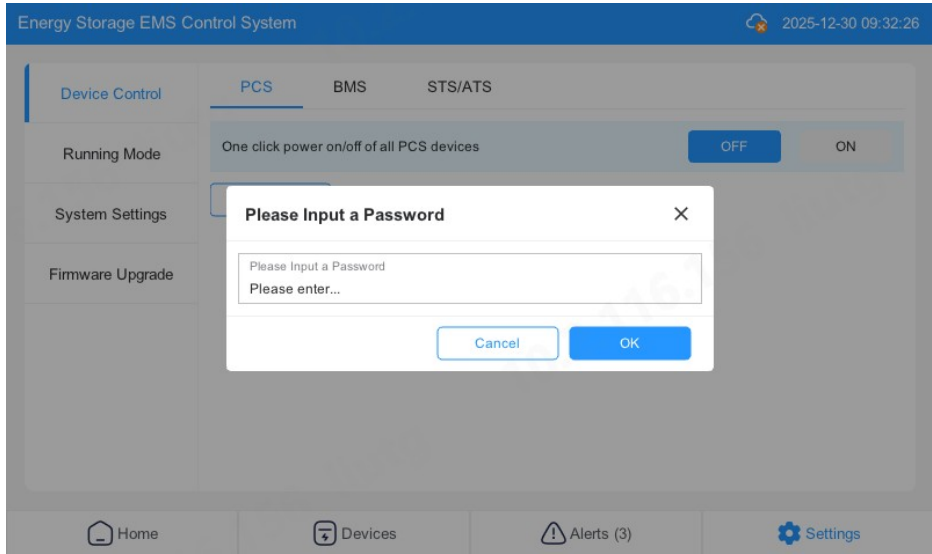 Energy Storage EMS Control System
2025-12-30 09:32:26
Device Control
PCS
BMS
STS/ATS
Running Mode
One click power on/off of all PCS devices
OFF
ON
System Settings
Please Input a Password
Firmware Upgrade
Please Input a Password
Please enter...
Cancel
OK
Home
Devices
Alerts (3)
Settings